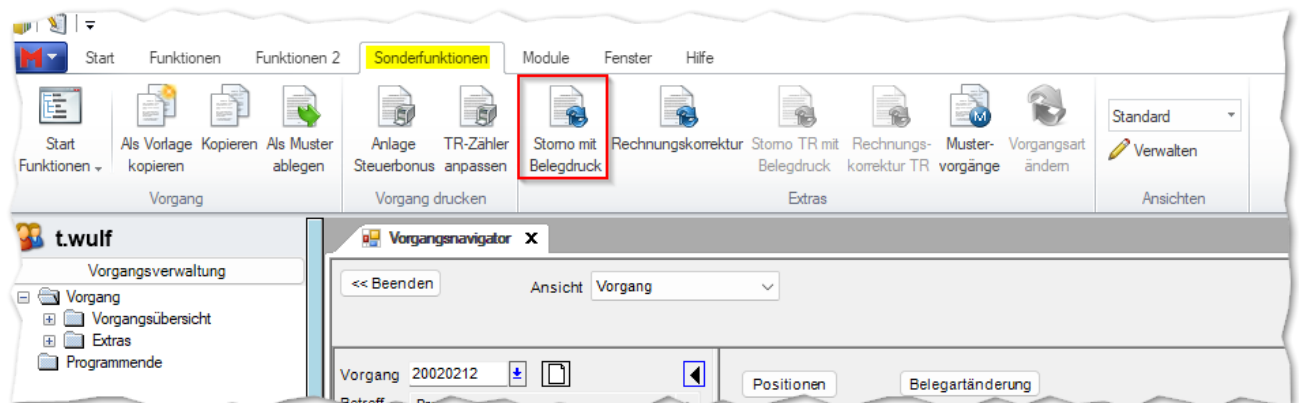 Start Funktionen Funktionen 2 Sonderfunktionen Module Fenster Hilfe
Start Funktionen
Als Vorlage kopieren
Kopieren
Als Muster ablegen
Anlage Steuerbonus
TR-Zähler anpassen
Storno mit Belegdruck
Rechnungskorrektur
Storno TR mit Belegdruck
Rechnungs- korrektur TR
Muster- vorgänge
Vorgangsart ändern
Standard
Verwalten
Vorgang
Vorgang drucken
Extras
Ansichten
t.wulf
Vorgangsverwaltung
Vorgang
Vorgangsübersicht
Extras
Programmende
Vorgangsnavigator X
<< Beenden
Ansicht Vorgang
Vorgang 20020212
Positionen
Belegartänderung